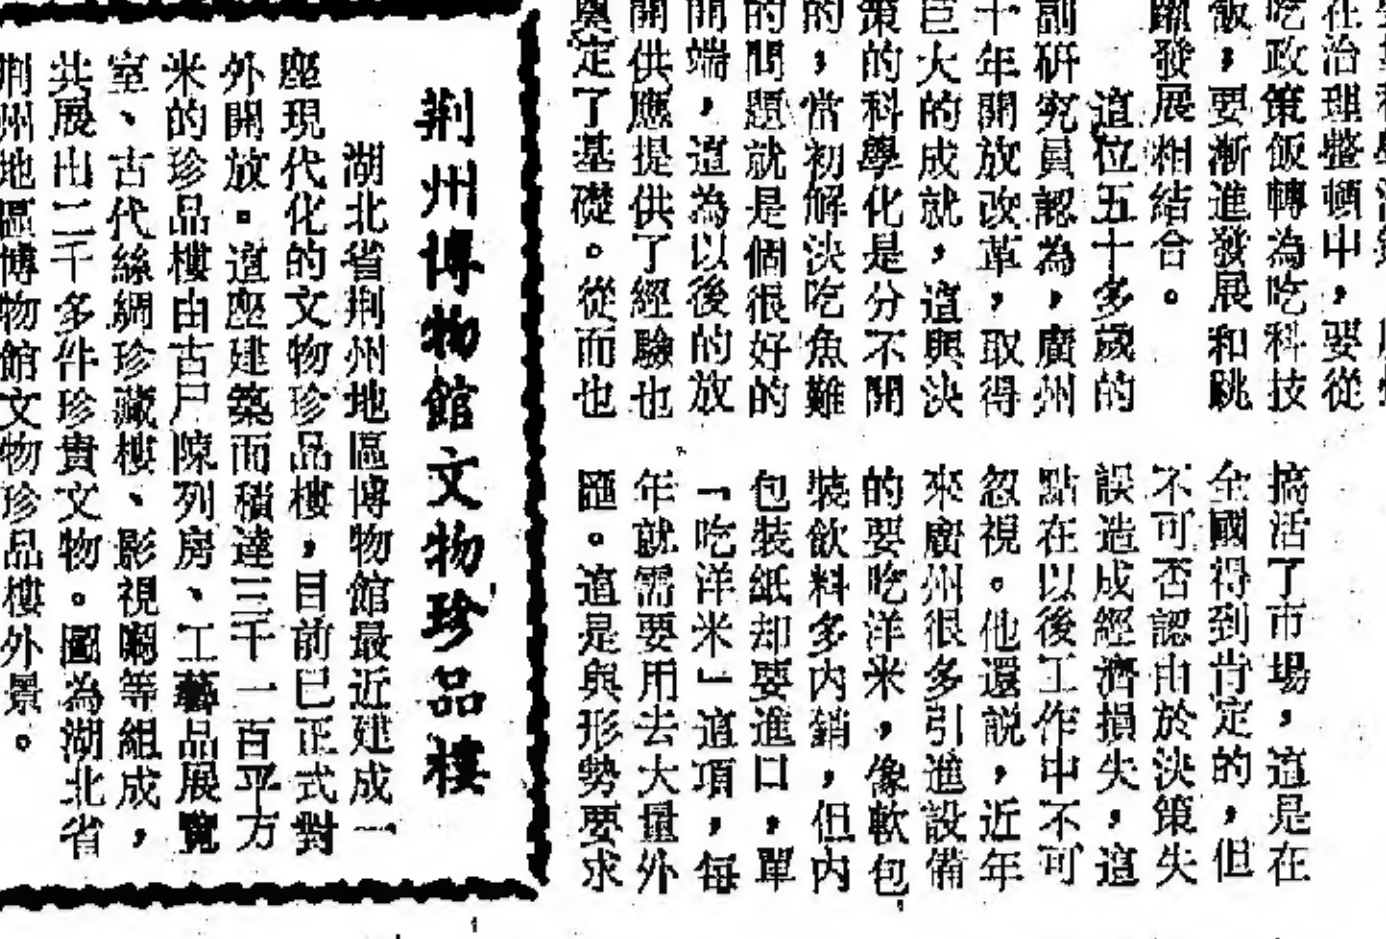 在治理整頓中，要從
吃政策飯轉為吃科技
飯，要漸進發展和跳
躍發展相結合。
這位五十多歲的
副研究員認為，廣州
十年開放改革，取得
巨大的成就，這與決
策的科學化是分不開
的，當初解決吃魚難
的問題就是個很好的
開端，這為以後的放
開供應提供了經驗也
奠定了基礎。從而也
搞活了市場，這是在
全國得到肯定的，但
不可否認由於決策失
誤造成經濟損失，這
點在以後工作中不可
忽視。他還説，近年
來廣州很多引進設備
的要吃洋米，像軟包
裝飲料多内銷，但内
包裝紙却要進口，單
「吃洋米」這項，每
年就需要用去大量外
匯。這是與形勢要求
荆州博物館文物珍品樓
湖北省荆州地區博物館最近建成一
座現代化的文物珍品樓，目前已正式對
外開放。這座建築面積達三千一百平方
米的珍品樓由古尸陳列房、工藝品展覽
室、古代絲綢珍藏樓、影視廳等組成，
共展出二千多件珍貴文物。圖為湖北省
荆州地區博物館文物珍品樓外景。